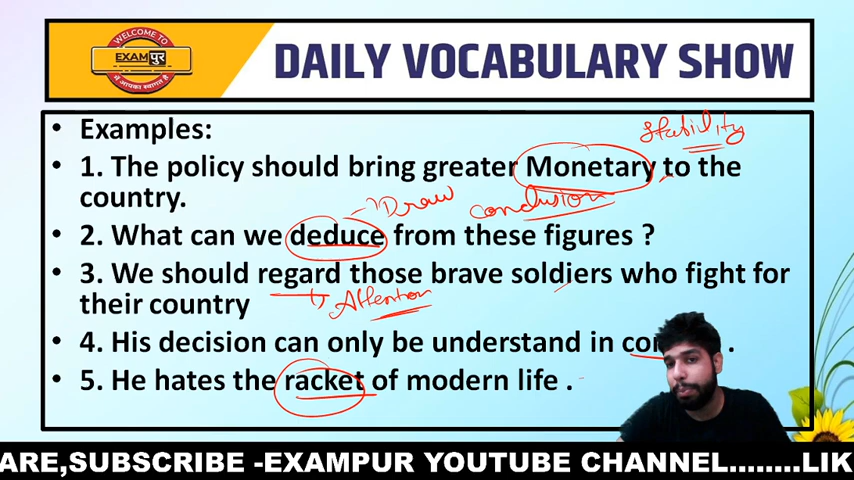 WELCOME TO
EXAMपुर
में आपका स्वागत है
DAILY VOCABULARY SHOW
• Examples:
stability
• 1. The policy should bring greater Monetary to the
country.
Draw conclusion
• 2. What can we deduce from these figures ?
• 3. We should regard those brave soldiers who fight for
Attention
their country
• 4. His decision can only be understand in .
• 5. He hates the racket of modern life .
ARE,SUBSCRIBE -EXAMPUR YOUTUBE CHANNEL........LIK